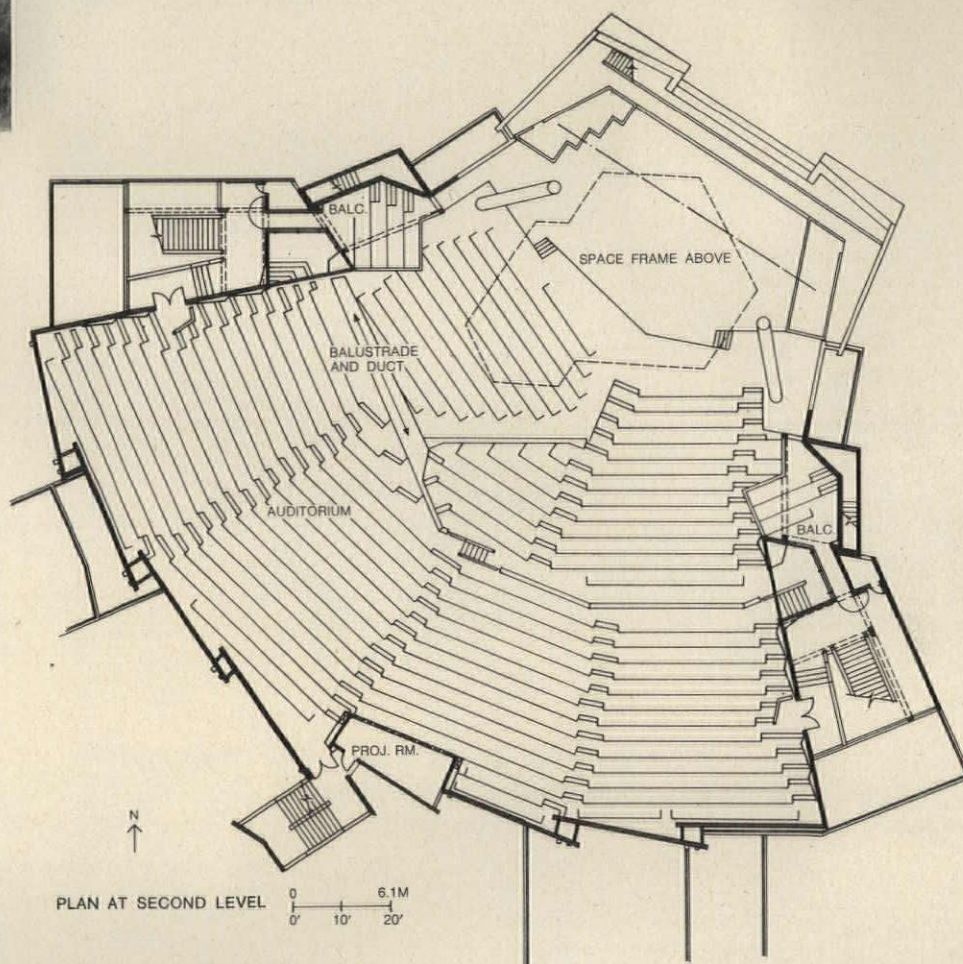 BALC.
SPACE FRAME ABOVE
BALUSTRADE
AND DUCT
AUDITORIUM
BALC.
PROJ. RM.
N
PLAN AT SECOND LEVEL
0 6.1M
0' 10' 20'